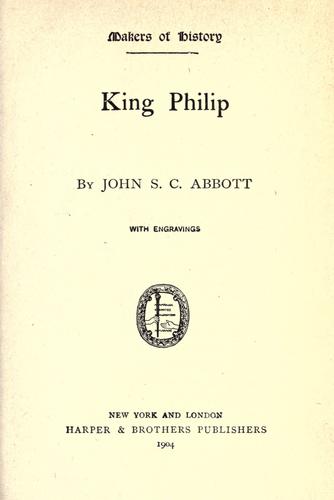 Makers of History
King Philip
By JOHN S. C. ABBOTT
WITH ENGRAVINGS
NEW YORK AND LONDON
HARPER & BROTHERS PUBLISHERS
1904